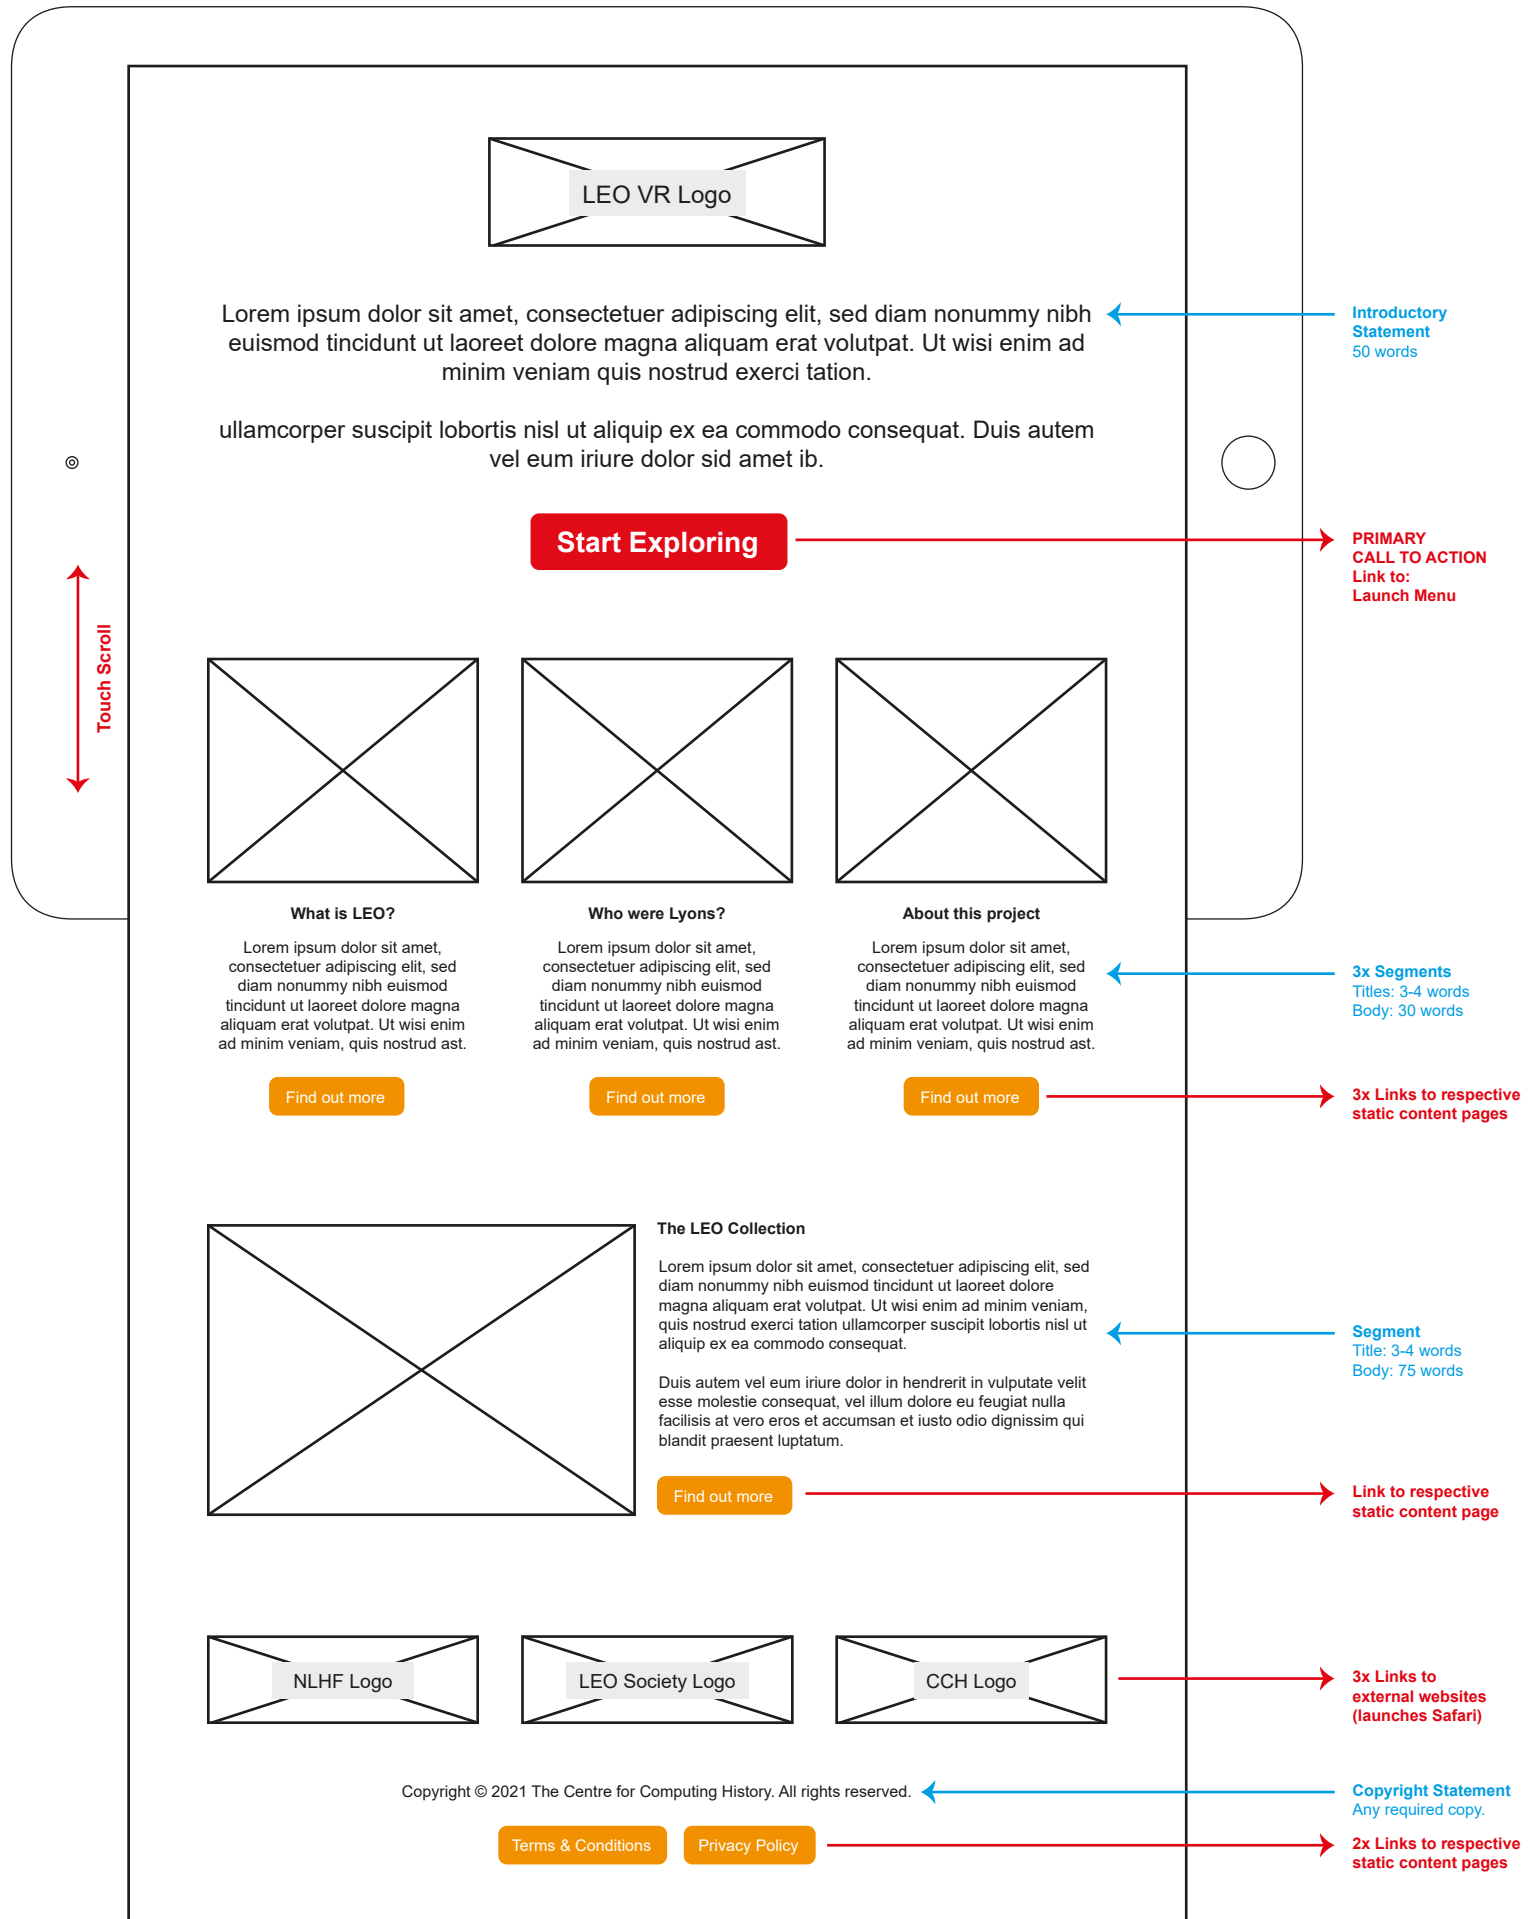 LEO VR Logo
Lorem ipsum dolor sit amet, consectetuer adipiscing elit, sed diam nonummy nibh
euismod tincidunt ut laoreet dolore magna aliquam erat volutpat. Ut wisi enim ad
minim veniam quis nostrud exerci tation.
ullamcorper suscipit lobortis nisl ut aliquip ex ea commodo consequat. Duis autem
vel eum iriure dolor sid amet ib.
Introductory
Statement
50 words
Start Exploring
PRIMARY
CALL TO ACTION
Link to:
Launch Menu
Touch Scroll
What is LEO?
Lorem ipsum dolor sit amet,
consectetuer adipiscing elit, sed
diam nonummy nibh euismod
tincidunt ut laoreet dolore magna
aliquam erat volutpat. Ut wisi enim
ad minim veniam, quis nostrud ast.
Find out more
Who were Lyons?
Lorem ipsum dolor sit amet,
consectetuer adipiscing elit, sed
diam nonummy nibh euismod
tincidunt ut laoreet dolore magna
aliquam erat volutpat. Ut wisi enim
ad minim veniam, quis nostrud ast.
Find out more
About this project
Lorem ipsum dolor sit amet,
consectetuer adipiscing elit, sed
diam nonummy nibh euismod
tincidunt ut laoreet dolore magna
aliquam erat volutpat. Ut wisi enim
ad minim veniam, quis nostrud ast.
Find out more
3x Segments
Titles: 3-4 words
Body: 30 words
3x Links to respective
static content pages
The LEO Collection
Lorem ipsum dolor sit amet, consectetuer adipiscing elit, sed
diam nonummy nibh euismod tincidunt ut laoreet dolore
magna aliquam erat volutpat. Ut wisi enim ad minim veniam,
quis nostrud exerci tation ullamcorper suscipit lobortis nisl ut
aliquip ex ea commodo consequat.
Duis autem vel eum iriure dolor in hendrerit in vulputate velit
esse molestie consequat, vel illum dolore eu feugiat nulla
facilisis at vero eros et accumsan et iusto odio dignissim qui
blandit praesent luptatum.
Find out more
Segment
Title: 3-4 words
Body: 75 words
Link to respective
static content page
NLHF Logo
LEO Society Logo
CCH Logo
3x Links to
external websites
(launches Safari)
Copyright © 2021 The Centre for Computing History. All rights reserved.
Copyright Statement
Any required copy.
Terms & Conditions
Privacy Policy
2x Links to respective
static content pages